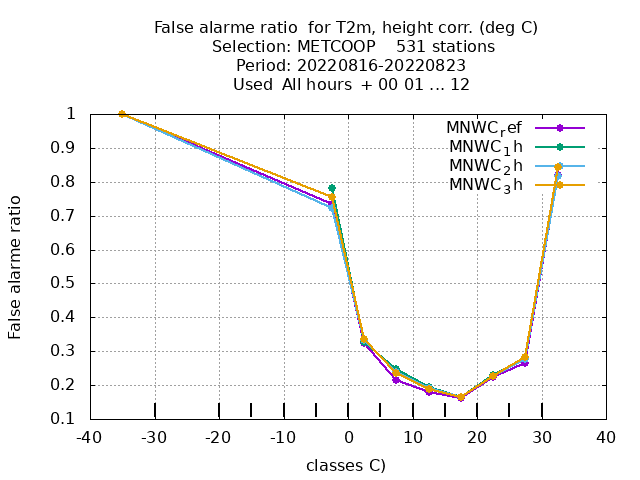 False alarme ratio  for T2m, height corr. (deg C)
Selection: METCOOP    531 stations
Period: 20220816-20220823
Used  All hours  + 00 01 ... 12
MNWC_ref
MNWC_1h
MNWC_2h
MNWC_3h
False alarme ratio
1
0.9
0.8
0.7
0.6
0.5
0.4
0.3
0.2
0.1
-40 -30 -20 -10 0 10 20 30 40
classes C)